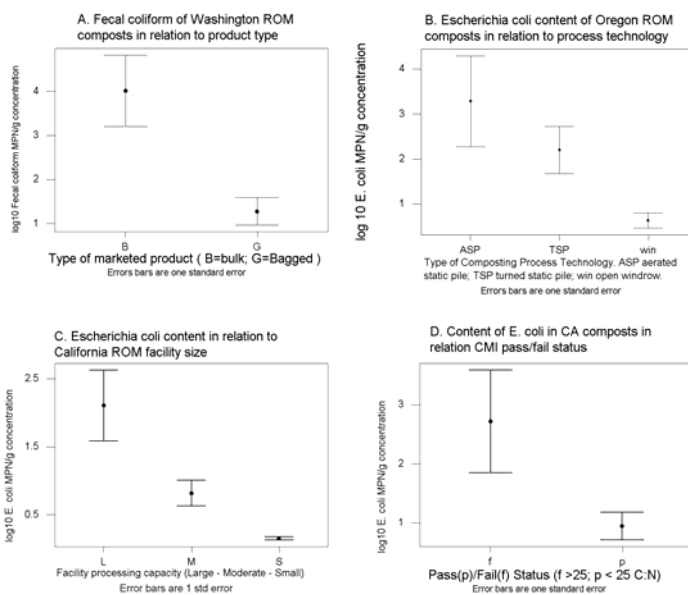 A. Fecal coliform of Washington ROM
composts in relation to product type
log10 Fecal coliform MPN/g concentration
4
3
2
1
B
G
Type of marketed product ( B=bulk; G=Bagged )
Errors bars are one standard error
B. Escherichia coli content of Oregon ROM
composts in relation to process technology
log 10 E. coli MPN/g concentration
4
3
2
1
ASP
TSP
win
Type of Composting Process Technology. ASP aerated
static pile; TSP turned static pile; win open windrow.
Errors bars are one standard error
C. Escherichia coli content in relation to
California ROM facility size
log10 E. coli MPN/g concentration
2.5
1.5
0.5
L
M
S
Facility processing capacity (Large - Moderate - Small)
Error bars are 1 std error
D. Content of E. coli in CA composts in
relation CMI pass/fail status
log10 E. coli MPN/g concentration
3
2
1
f
p
Pass(p)/Fail(f) Status (f >25; p < 25 C:N)
Errors bars are one standard error